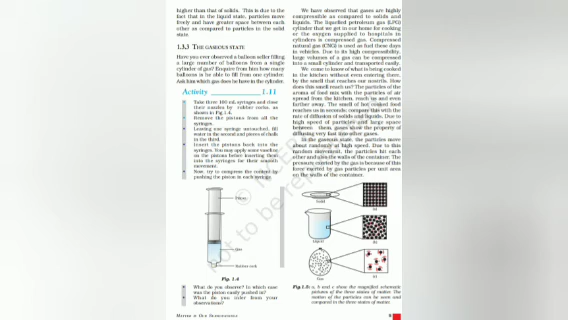 higher than that of solids. This is due to the
fact that in the liquid state, particles move
freely and have greater space between each
other as compared to particles in the solid
state.
1.3.3 THE GASEOUS STATE
Have you ever observed a balloon seller filling
a large number of balloons from a single
cylinder of gas? Enquire from him how many
balloons is he able to fill from one cylinder.
Ask him which gas does he have in the cylinder.
Activity 1.11
• Take three 100 mL syringes and close
their nozzles by rubber corks, as
shown in Fig.1.4.
• Remove the pistons from all the
syringes.
• Leaving one syringe untouched, fill
water in the second and pieces of chalk
in the third.
• Insert the pistons back into the
syringes. You may apply some vaseline
on the pistons before inserting them
into the syringes for their smooth
movement.
• Now, try to compress the content by
pushing the piston in each syringe.
Water
Rubber cork
Fig. 1.4
• What do you observe? In which case
was the piston easily pushed in?
• What do you infer from your
observations?
MATTER IN OUR SURROUNDINGS
We have observed that gases are highly
compressible as compared to solids and
liquids. The liquefied petroleum gas (LPG)
cylinder that we get in our home for cooking
or the oxygen supplied to hospitals in
cylinders is compressed gas. Compressed
natural gas (CNG) is used as fuel these days
in vehicles. Due to its high compressibility,
large volumes of a gas can be compressed
into a small cylinder and transported easily.
We come to know of what is being cooked
in the kitchen without even entering there,
by the smell that reaches our nostrils. How
does this smell reach us? The particles of the
aroma of food mix with the particles of air
spread from the kitchen, reach us and even
farther away. The smell of hot cooked food
reaches us in seconds; compare this with the
rate of diffusion of solids and liquids. Due to
high speed of particles and large space
between them, gases show the property of
diffusing very fast into other gases.
In the gaseous state, the particles move
about randomly at high speed. Due to this
random movement, the particles hit each
other and also the walls of the container. The
pressure exerted by the gas is because of this
force exerted by gas particles per unit area
on the walls of the container.
Solid
(a)
Liquid
(b)
Gas
(c)
Fig.1.5: a, b and c show the magnified schematic
pictures of the three states of matter. The
motion of the particles can be seen and
compared in the three states of matter.